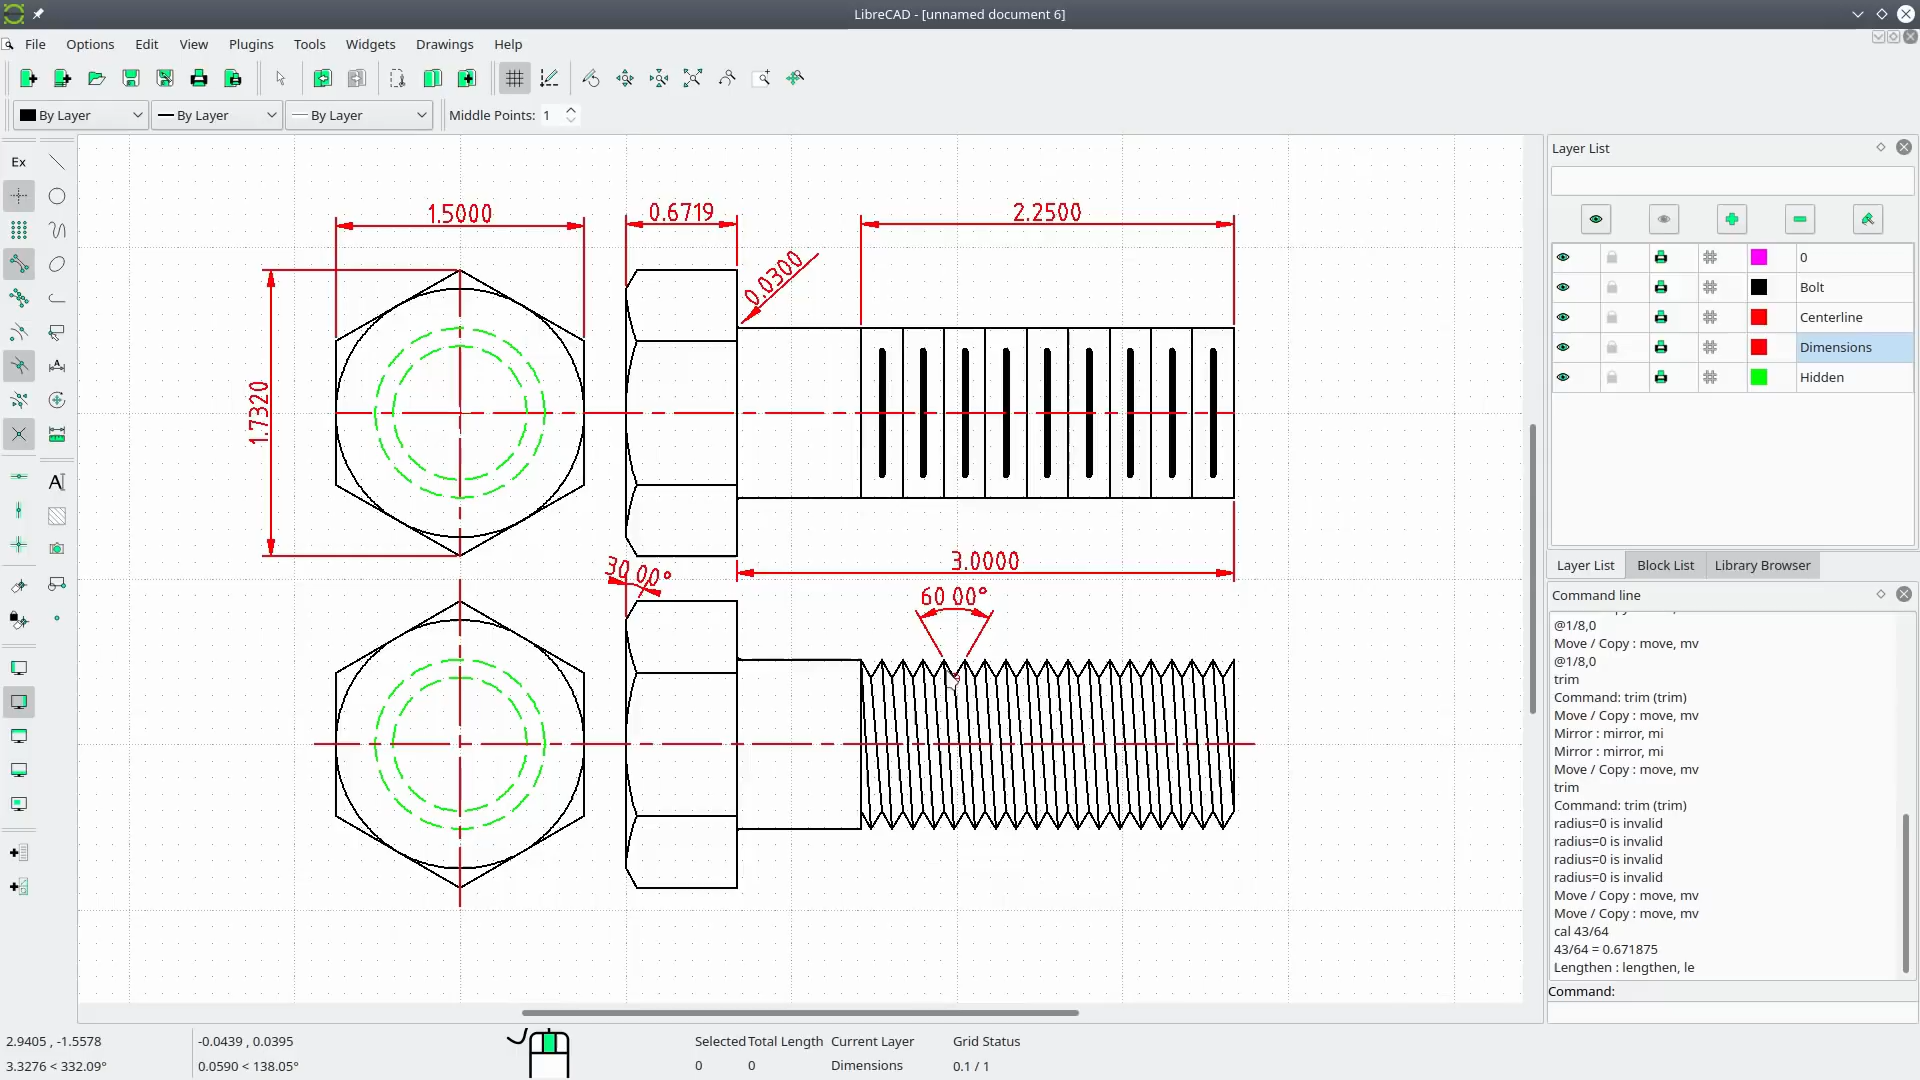 LibreCAD - [unnamed document 6]
File Options Edit View Plugins Tools Widgets Drawings Help
By Layer By Layer By Layer Middle Points: 1
Ex
A
1.5000
0.6719
2.2500
0.0300
1.7320
3.0000
30.00°
60.00°
Layer List
0
Bolt
Centerline
Dimensions
Hidden
Layer List Block List Library Browser
Command line
@1/8,0
Move / Copy : move, mv
@1/8,0
trim
Command: trim (trim)
Move / Copy : move, mv
Mirror : mirror, mi
Mirror : mirror, mi
Move / Copy : move, mv
trim
Command: trim (trim)
radius=0 is invalid
radius=0 is invalid
radius=0 is invalid
radius=0 is invalid
Move / Copy : move, mv
Move / Copy : move, mv
cal 43/64
43/64 = 0.671875
Lengthen : lengthen, le
Command:
2.9405 , -1.5578 -0.0439 , 0.0395 Selected Total Length Current Layer Grid Status
3.3276 < 332.09° 0.0590 < 138.05° 0 0 Dimensions 0.1 / 1